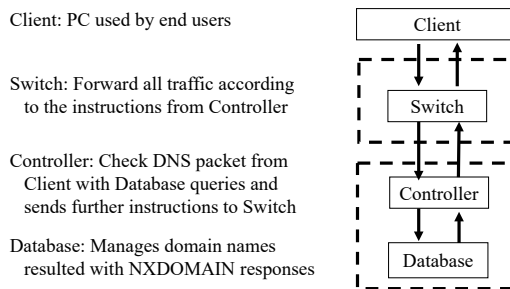 Client: PC used by end users
Switch: Forward all traffic according
to the instructions from Controller
Controller: Check DNS packet from
Client with Database queries and
sends further instructions to Switch
Database: Manages domain names
resulted with NXDOMAIN responses
Client
Switch
Controller
Database